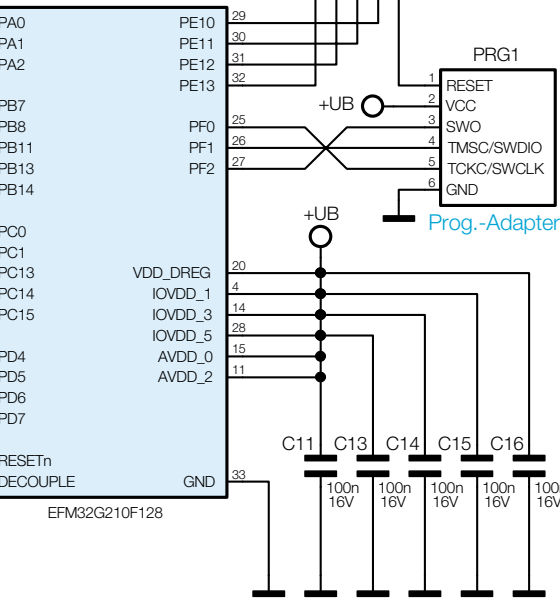 PA0
PA1
PA2
PB7
PB8
PB11
PB13
PB14
PC0
PC1
PC13
PC14
PC15
PD4
PD5
PD6
PD7
RESETn
DECOUPLE
PE10 29
PE11 30
PE12 31
PE13 32
PF0 25
PF1 26
PF2 27
VDD_DREG 20
IOVDD_1 4
IOVDD_3 14
IOVDD_5 28
AVDD_0 15
AVDD_2 11
GND 33
EFM32G210F128
PRG1
1 RESET
+UB 2 VCC
3 SWO
4 TMSC/SWDIO
5 TCKC/SWCLK
6 GND
Prog.-Adapter
+UB
C11 C13 C14 C15 C16
100n 100n 100n 100n 100n
16V 16V 16V 16V 16V